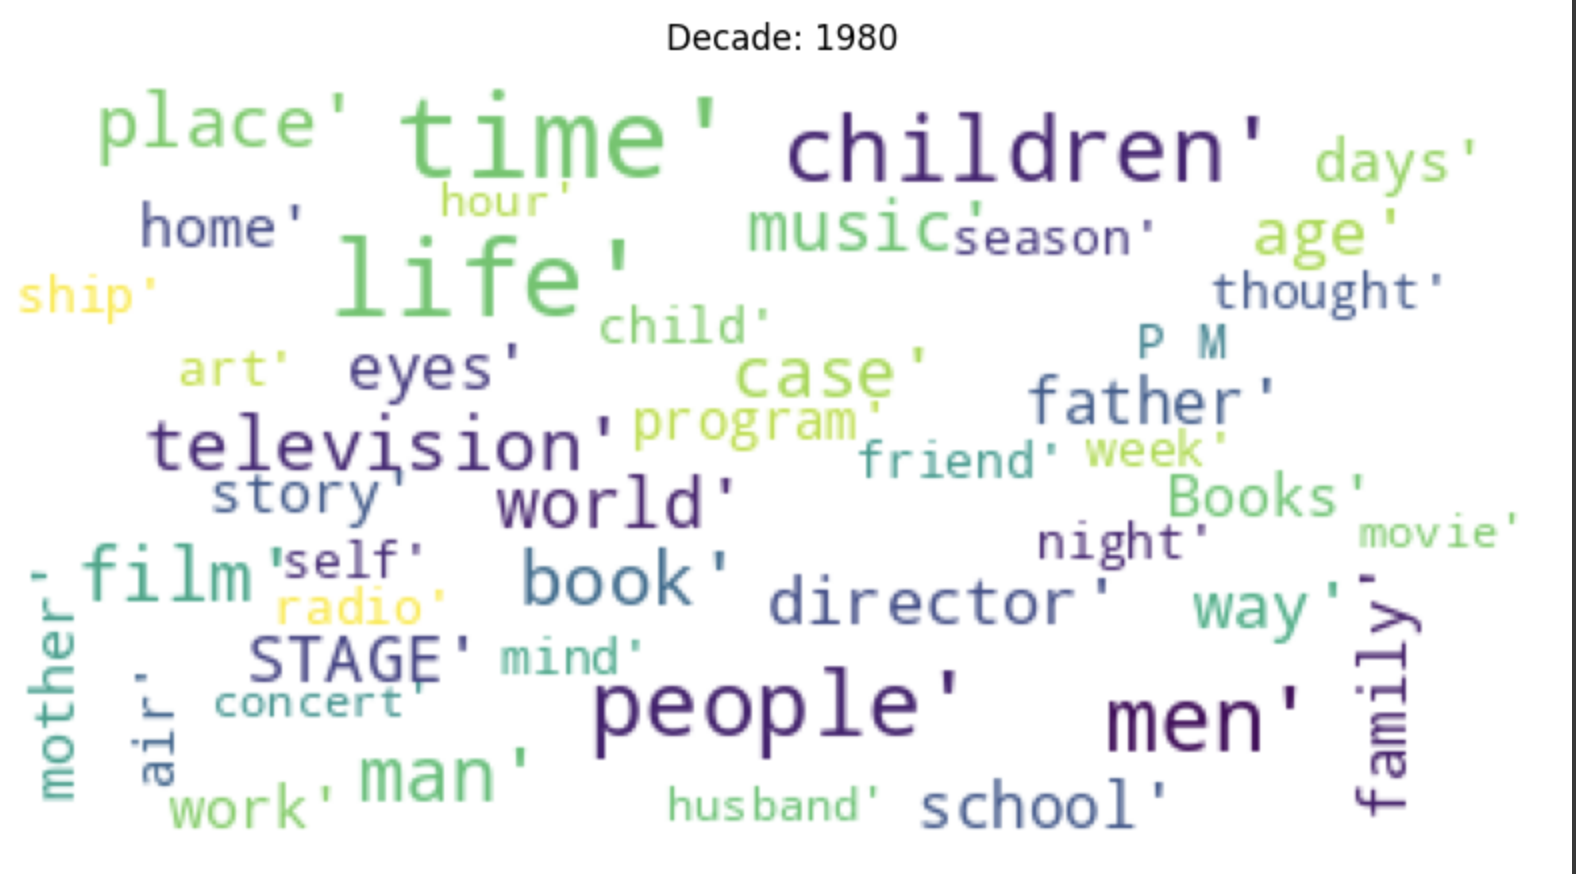 Decade: 1980
place' time' children' days'
hour'
home' music' season' age'
life'
ship' thought'
child' P M
art' eyes' case'
father'
television' program'
friend' week'
story' world' Books'
night' movie'
film' self' book'
mother' radio' director' way' family'
STAGE' mind'
concert' people' men'
air'
man'
work' husband' school'